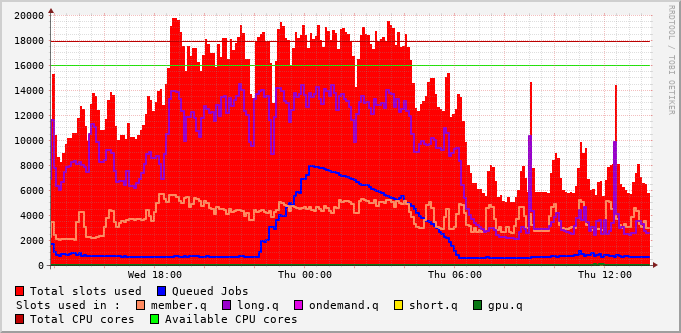 20000
18000
16000
14000
12000
10000
8000
6000
4000
2000
0
RRDTOOL / TOBI OETIKER
Wed 18:00 Thu 00:00 Thu 06:00 Thu 12:00
Total slots used Queued Jobs
Slots used in : member.q long.q ondemand.q short.q gpu.q
Total CPU cores Available CPU cores